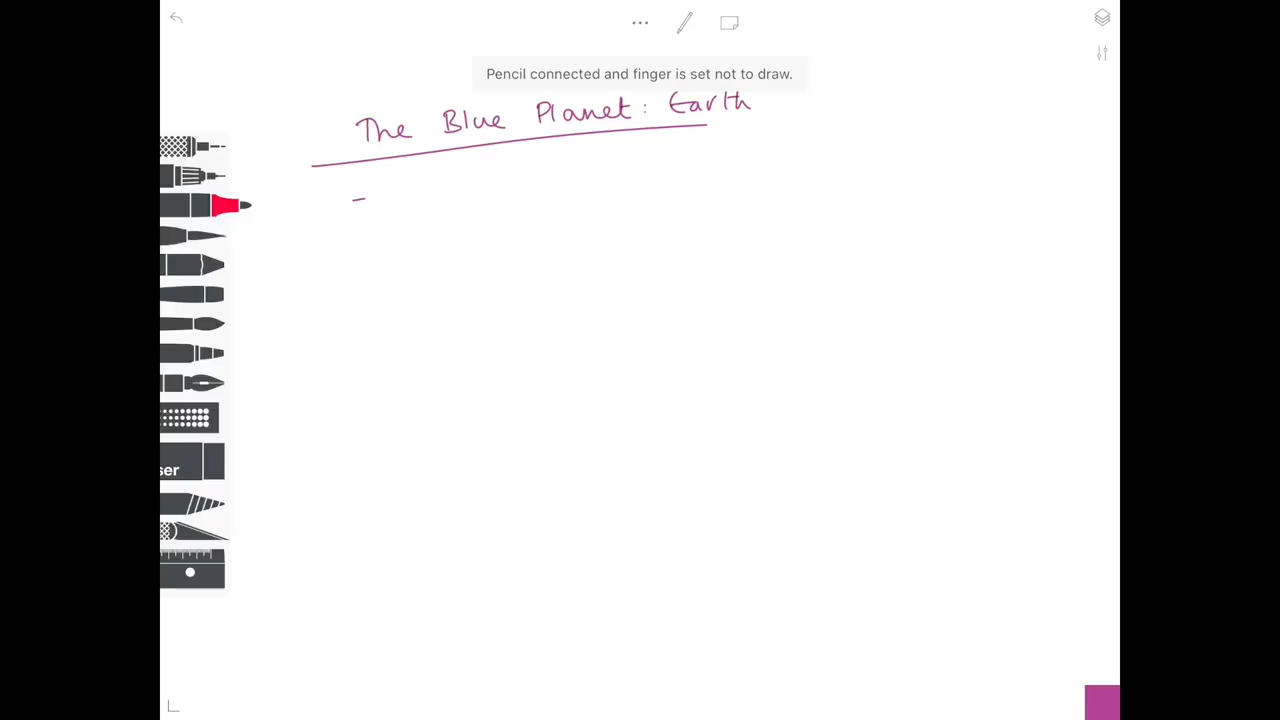 Pencil connected and finger is set not to draw.
The Blue Planet: Earth
-
ser